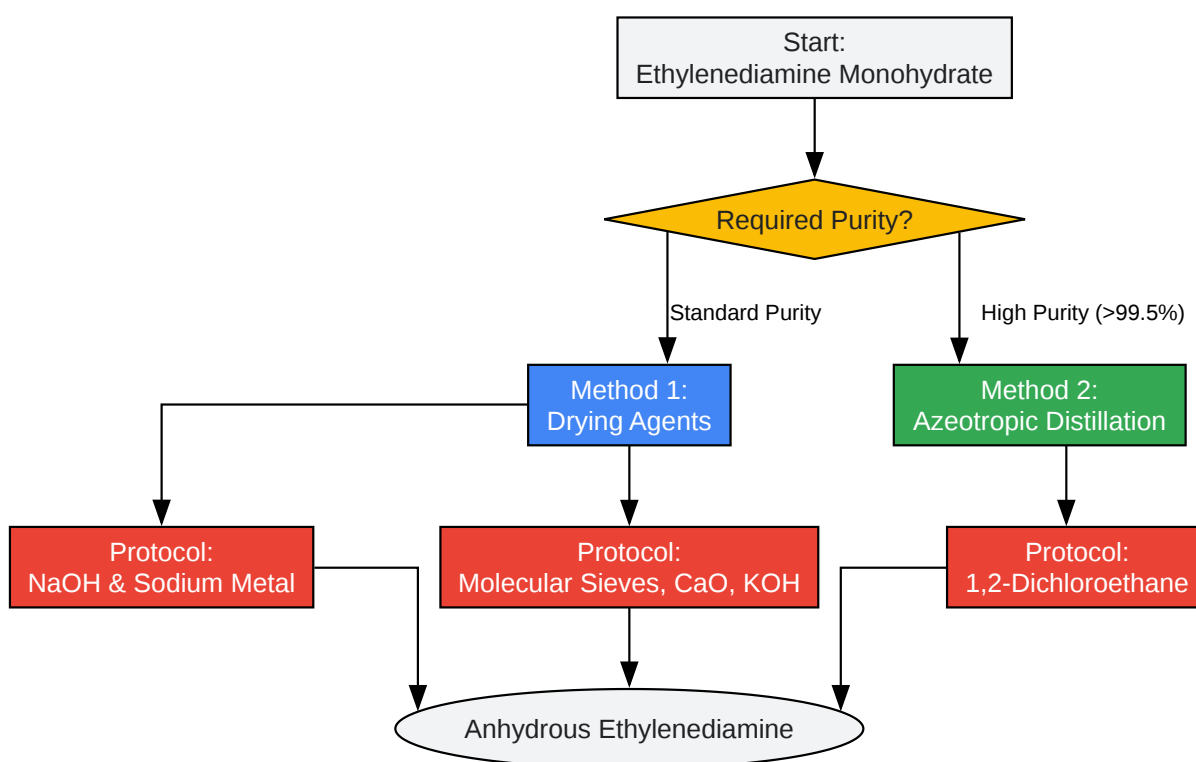 Start:
Ethylenediamine Monohydrate
Required Purity?
Standard Purity
High Purity (>99.5%)
Method 1:
Drying Agents
Method 2:
Azeotropic Distillation
Protocol:
NaOH & Sodium Metal
Protocol:
Molecular Sieves, CaO, KOH
Protocol:
1,2-Dichloroethane
Anhydrous Ethylenediamine